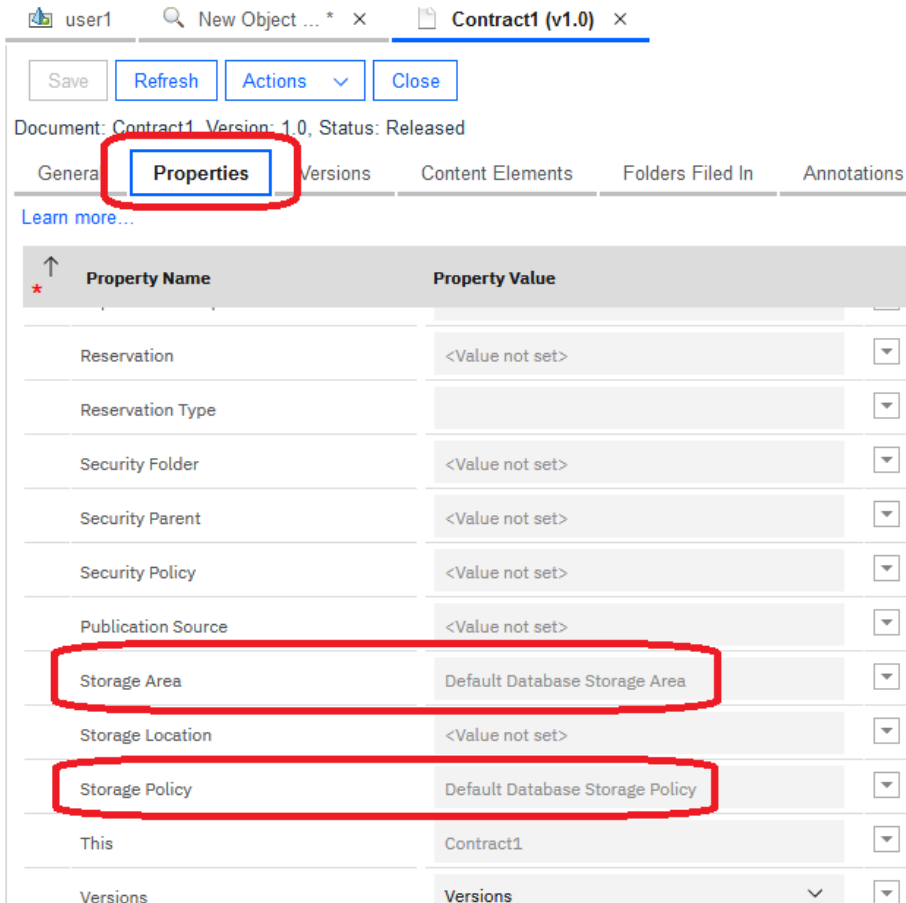 user1 New Object ... * × Contract1 (v1.0) ×
Save Refresh Actions Close
Document: Contract1, Version: 1.0, Status: Released
General Properties Versions Content Elements Folders Filed In Annotations
Learn more...
* Property Name Property Value
Reservation <Value not set>
Reservation Type
Security Folder <Value not set>
Security Parent <Value not set>
Security Policy <Value not set>
Publication Source <Value not set>
Storage Area Default Database Storage Area
Storage Location <Value not set>
Storage Policy Default Database Storage Policy
This Contract1
Versions Versions